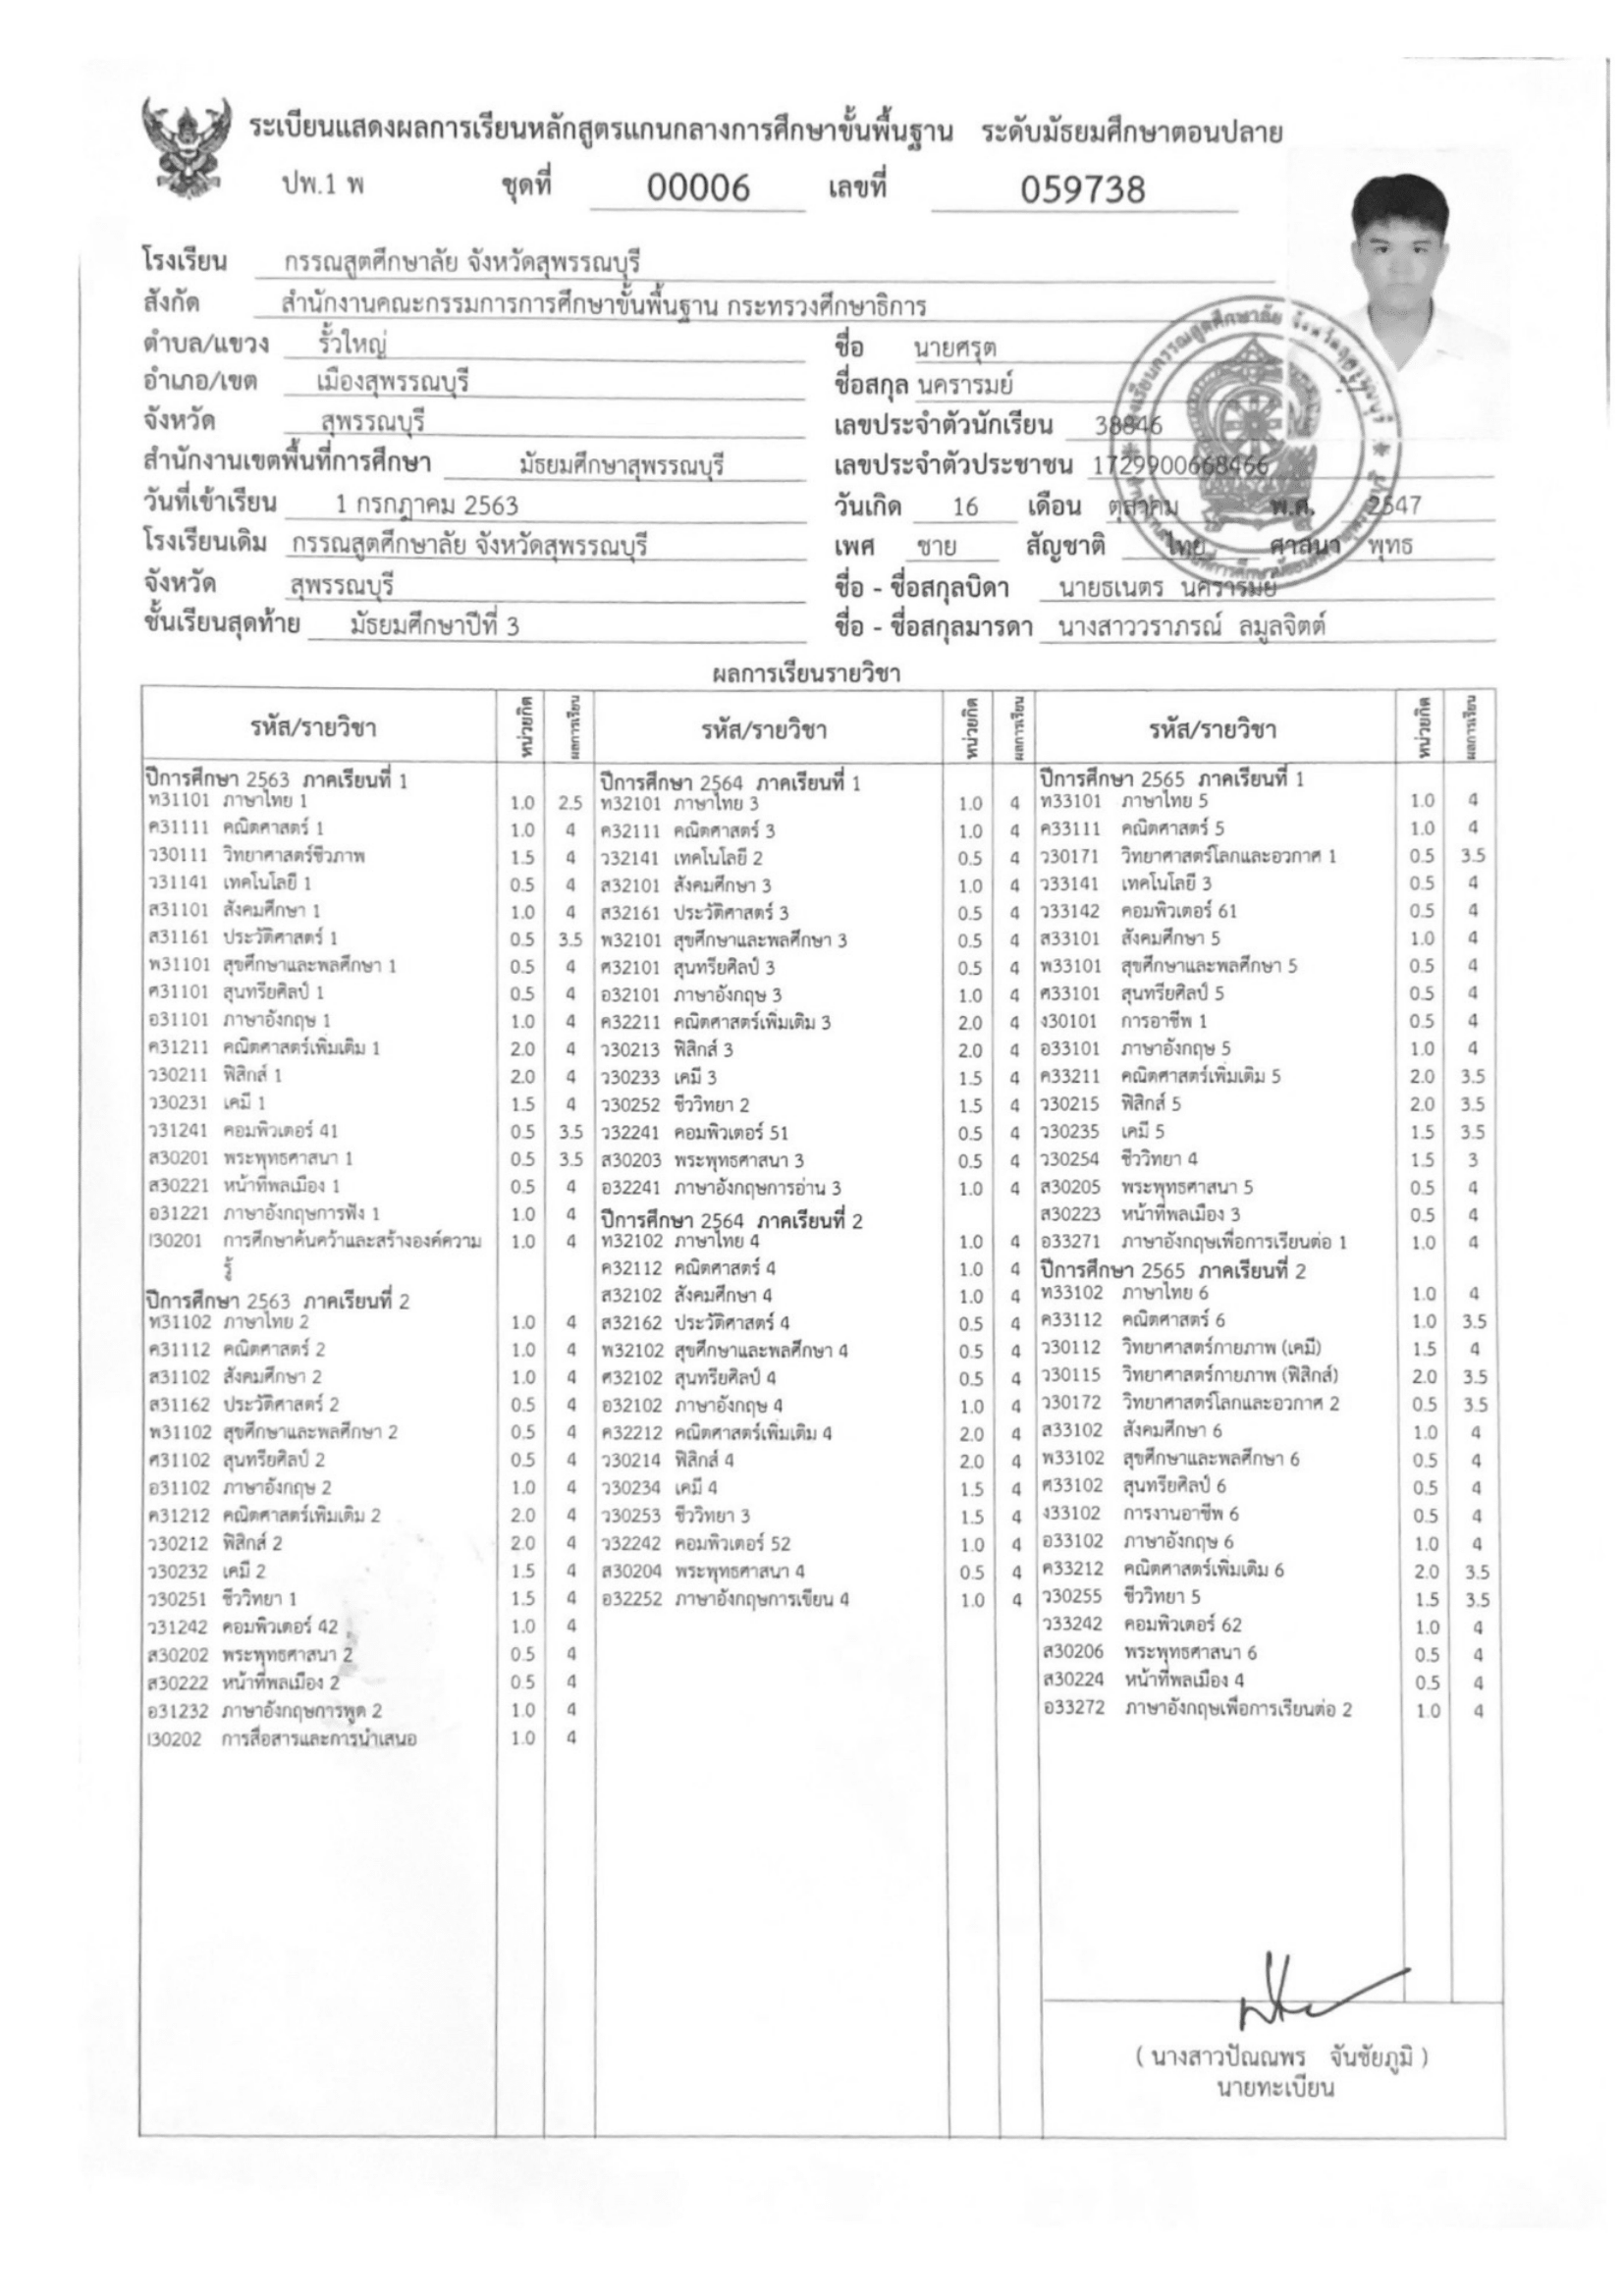 ระเบียนแสดงผลการเรียนหลักสูตรแกนกลางการศึกษาขั้นพื้นฐาน ระดับมัธยมศึกษาตอนปลาย
ปพ.1 พ ชุดที่ 00006 เลขที่ 059738
โรงเรียน กรรณสูตศึกษาลัย จังหวัดสุพรรณบุรี
สังกัด สำนักงานคณะกรรมการการศึกษาขั้นพื้นฐาน กระทรวงศึกษาธิการ
ตำบล/แขวง รั้วใหญ่
อำเภอ/เขต เมืองสุพรรณบุรี
จังหวัด สุพรรณบุรี
สำนักงานเขตพื้นที่การศึกษา มัธยมศึกษาสุพรรณบุรี
วันที่เข้าเรียน 1 กรกฎาคม 2563
โรงเรียนเดิม กรรณสูตศึกษาลัย จังหวัดสุพรรณบุรี
จังหวัด สุพรรณบุรี
ชั้นเรียนสุดท้าย มัธยมศึกษาปีที่ 3
ชื่อ นายศรุต
ชื่อสกุล นครารมย์
เลขประจำตัวนักเรียน 38846
เลขประจำตัวประชาชน 1729900668466
วันเกิด 16 เดือน ตุลาคม พ.ศ. 2547
เพศ ชาย สัญชาติ ไทย ศาสนา พุทธ
ชื่อ - ชื่อสกุลบิดา นายธเนตร นครารมย์
ชื่อ - ชื่อสกุลมารดา นางสาววราภรณ์ ลมูลจิตต์
ผลการเรียนรายวิชา
รหัส/รายวิชา หน่วยกิต ผลการเรียน
ปีการศึกษา 2563 ภาคเรียนที่ 1
ท31101 ภาษาไทย 1 1.0 2.5
ค31111 คณิตศาสตร์ 1 1.0 4
ว30111 วิทยาศาสตร์ชีวภาพ 1.5 4
ว31141 เทคโนโลยี 1 0.5 4
ส31101 สังคมศึกษา 1 1.0 4
ส31161 ประวัติศาสตร์ 1 0.5 3.5
พ31101 สุขศึกษาและพลศึกษา 1 0.5 4
ศ31101 สุนทรียศิลป์ 1 0.5 4
อ31101 ภาษาอังกฤษ 1 1.0 4
ค31211 คณิตศาสตร์เพิ่มเติม 1 2.0 4
ว30211 ฟิสิกส์ 1 2.0 4
ว30231 เคมี 1 1.5 4
ว31241 คอมพิวเตอร์ 41 0.5 3.5
ส30201 พระพุทธศาสนา 1 0.5 3.5
ส30221 หน้าที่พลเมือง 1 0.5 4
อ31221 ภาษาอังกฤษการฟัง 1 1.0 4
I30201 การศึกษาค้นคว้าและสร้างองค์ความ 1.0 4
รู้
ปีการศึกษา 2563 ภาคเรียนที่ 2
ท31102 ภาษาไทย 2 1.0 4
ค31112 คณิตศาสตร์ 2 1.0 4
ส31102 สังคมศึกษา 2 1.0 4
ส31162 ประวัติศาสตร์ 2 0.5 4
พ31102 สุขศึกษาและพลศึกษา 2 0.5 4
ศ31102 สุนทรียศิลป์ 2 0.5 4
อ31102 ภาษาอังกฤษ 2 1.0 4
ค31212 คณิตศาสตร์เพิ่มเติม 2 2.0 4
ว30212 ฟิสิกส์ 2 2.0 4
ว30232 เคมี 2 1.5 4
ว30251 ชีววิทยา 1 1.5 4
ว31242 คอมพิวเตอร์ 42 1.0 4
ส30202 พระพุทธศาสนา 2 0.5 4
ส30222 หน้าที่พลเมือง 2 0.5 4
อ31232 ภาษาอังกฤษการพูด 2 1.0 4
I30202 การสื่อสารและการนำเสนอ 1.0 4
รหัส/รายวิชา หน่วยกิต ผลการเรียน
ปีการศึกษา 2564 ภาคเรียนที่ 1
ท32101 ภาษาไทย 3 1.0 4
ค32111 คณิตศาสตร์ 3 1.0 4
ว32141 เทคโนโลยี 2 0.5 4
ส32101 สังคมศึกษา 3 1.0 4
ส32161 ประวัติศาสตร์ 3 0.5 4
พ32101 สุขศึกษาและพลศึกษา 3 0.5 4
ศ32101 สุนทรียศิลป์ 3 0.5 4
อ32101 ภาษาอังกฤษ 3 1.0 4
ค32211 คณิตศาสตร์เพิ่มเติม 3 2.0 4
ว30213 ฟิสิกส์ 3 2.0 4
ว30233 เคมี 3 1.5 4
ว30252 ชีววิทยา 2 1.5 4
ว32241 คอมพิวเตอร์ 51 0.5 4
ส30203 พระพุทธศาสนา 3 0.5 4
อ32241 ภาษาอังกฤษการอ่าน 3 1.0 4
ปีการศึกษา 2564 ภาคเรียนที่ 2
ท32102 ภาษาไทย 4 1.0 4
ค32112 คณิตศาสตร์ 4 1.0 4
ส32102 สังคมศึกษา 4 1.0 4
ส32162 ประวัติศาสตร์ 4 0.5 4
พ32102 สุขศึกษาและพลศึกษา 4 0.5 4
ศ32102 สุนทรียศิลป์ 4 0.5 4
อ32102 ภาษาอังกฤษ 4 1.0 4
ค32212 คณิตศาสตร์เพิ่มเติม 4 2.0 4
ว30214 ฟิสิกส์ 4 2.0 4
ว30234 เคมี 4 1.5 4
ว30253 ชีววิทยา 3 1.5 4
ว32242 คอมพิวเตอร์ 52 1.0 4
ส30204 พระพุทธศาสนา 4 0.5 4
อ32252 ภาษาอังกฤษการเขียน 4 1.0 4
รหัส/รายวิชา หน่วยกิต ผลการเรียน
ปีการศึกษา 2565 ภาคเรียนที่ 1
ท33101 ภาษาไทย 5 1.0 4
ค33111 คณิตศาสตร์ 5 1.0 4
ว30171 วิทยาศาสตร์โลกและอวกาศ 1 0.5 3.5
ว33141 เทคโนโลยี 3 0.5 4
ว33142 คอมพิวเตอร์ 61 0.5 4
ส33101 สังคมศึกษา 5 1.0 4
พ33101 สุขศึกษาและพลศึกษา 5 0.5 4
ศ33101 สุนทรียศิลป์ 5 0.5 4
ง30101 การอาชีพ 1 0.5 4
อ33101 ภาษาอังกฤษ 5 1.0 4
ค33211 คณิตศาสตร์เพิ่มเติม 5 2.0 3.5
ว30215 ฟิสิกส์ 5 2.0 3.5
ว30235 เคมี 5 1.5 3.5
ว30254 ชีววิทยา 4 1.5 3
ส30205 พระพุทธศาสนา 5 0.5 4
ส30223 หน้าที่พลเมือง 3 0.5 4
อ33271 ภาษาอังกฤษเพื่อการเรียนต่อ 1 1.0 4
ปีการศึกษา 2565 ภาคเรียนที่ 2
ท33102 ภาษาไทย 6 1.0 4
ค33112 คณิตศาสตร์ 6 1.0 3.5
ว30112 วิทยาศาสตร์กายภาพ (เคมี) 1.5 4
ว30115 วิทยาศาสตร์กายภาพ (ฟิสิกส์) 2.0 3.5
ว30172 วิทยาศาสตร์โลกและอวกาศ 2 0.5 3.5
ส33102 สังคมศึกษา 6 1.0 4
พ33102 สุขศึกษาและพลศึกษา 6 0.5 4
ศ33102 สุนทรียศิลป์ 6 0.5 4
ง33102 การงานอาชีพ 6 0.5 4
อ33102 ภาษาอังกฤษ 6 1.0 4
ค33212 คณิตศาสตร์เพิ่มเติม 6 2.0 3.5
ว30255 ชีววิทยา 5 1.5 3.5
ว33242 คอมพิวเตอร์ 62 1.0 4
ส30206 พระพุทธศาสนา 6 0.5 4
ส30224 หน้าที่พลเมือง 4 0.5 4
อ33272 ภาษาอังกฤษเพื่อการเรียนต่อ 2 1.0 4
( นางสาวปัณณพร จันชัยภูมิ )
นายทะเบียน